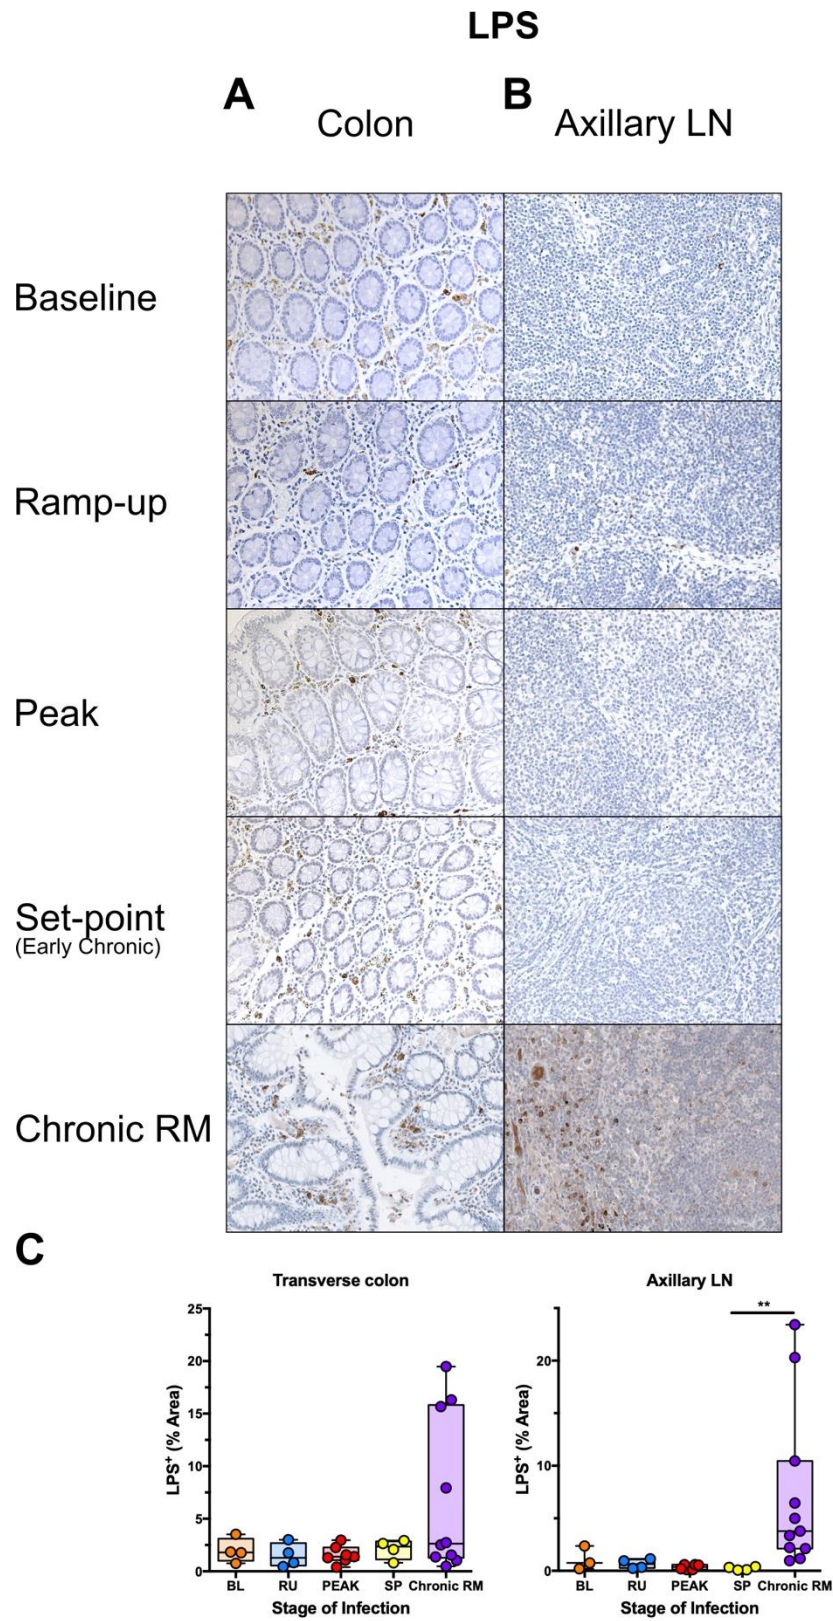 LPS
A
B
Colon
Axillary LN
Baseline
Ramp-up
Peak
Set-point
(Early Chronic)
Chronic RM
C
Transverse colon
LPS⁺ (% Area)
25
20
15
10
5
0
BL RU PEAK SP Chronic RM
Stage of Infection
Axillary LN
**
LPS⁺ (% Area)
20
10
0
BL RU PEAK SP Chronic RM
Stage of Infection